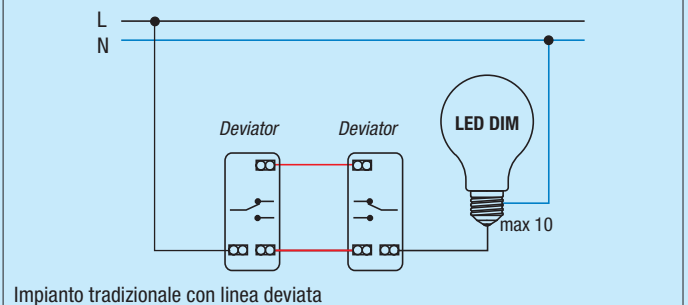 L
N
Deviator
Deviator
LED DIM
max 10
Impianto tradizionale con linea deviata